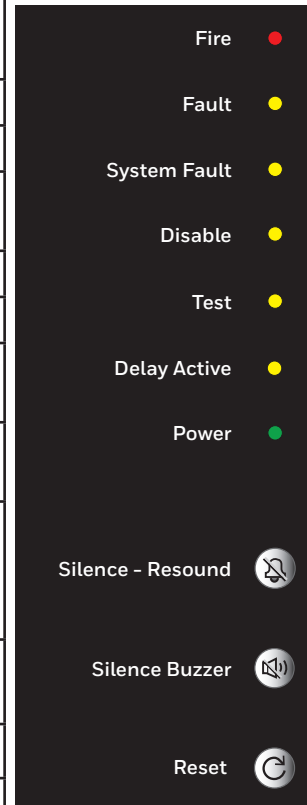 Fire
Fault
System Fault
Disable
Test
Delay Active
Power
Silence - Resound
Silence Buzzer
Reset